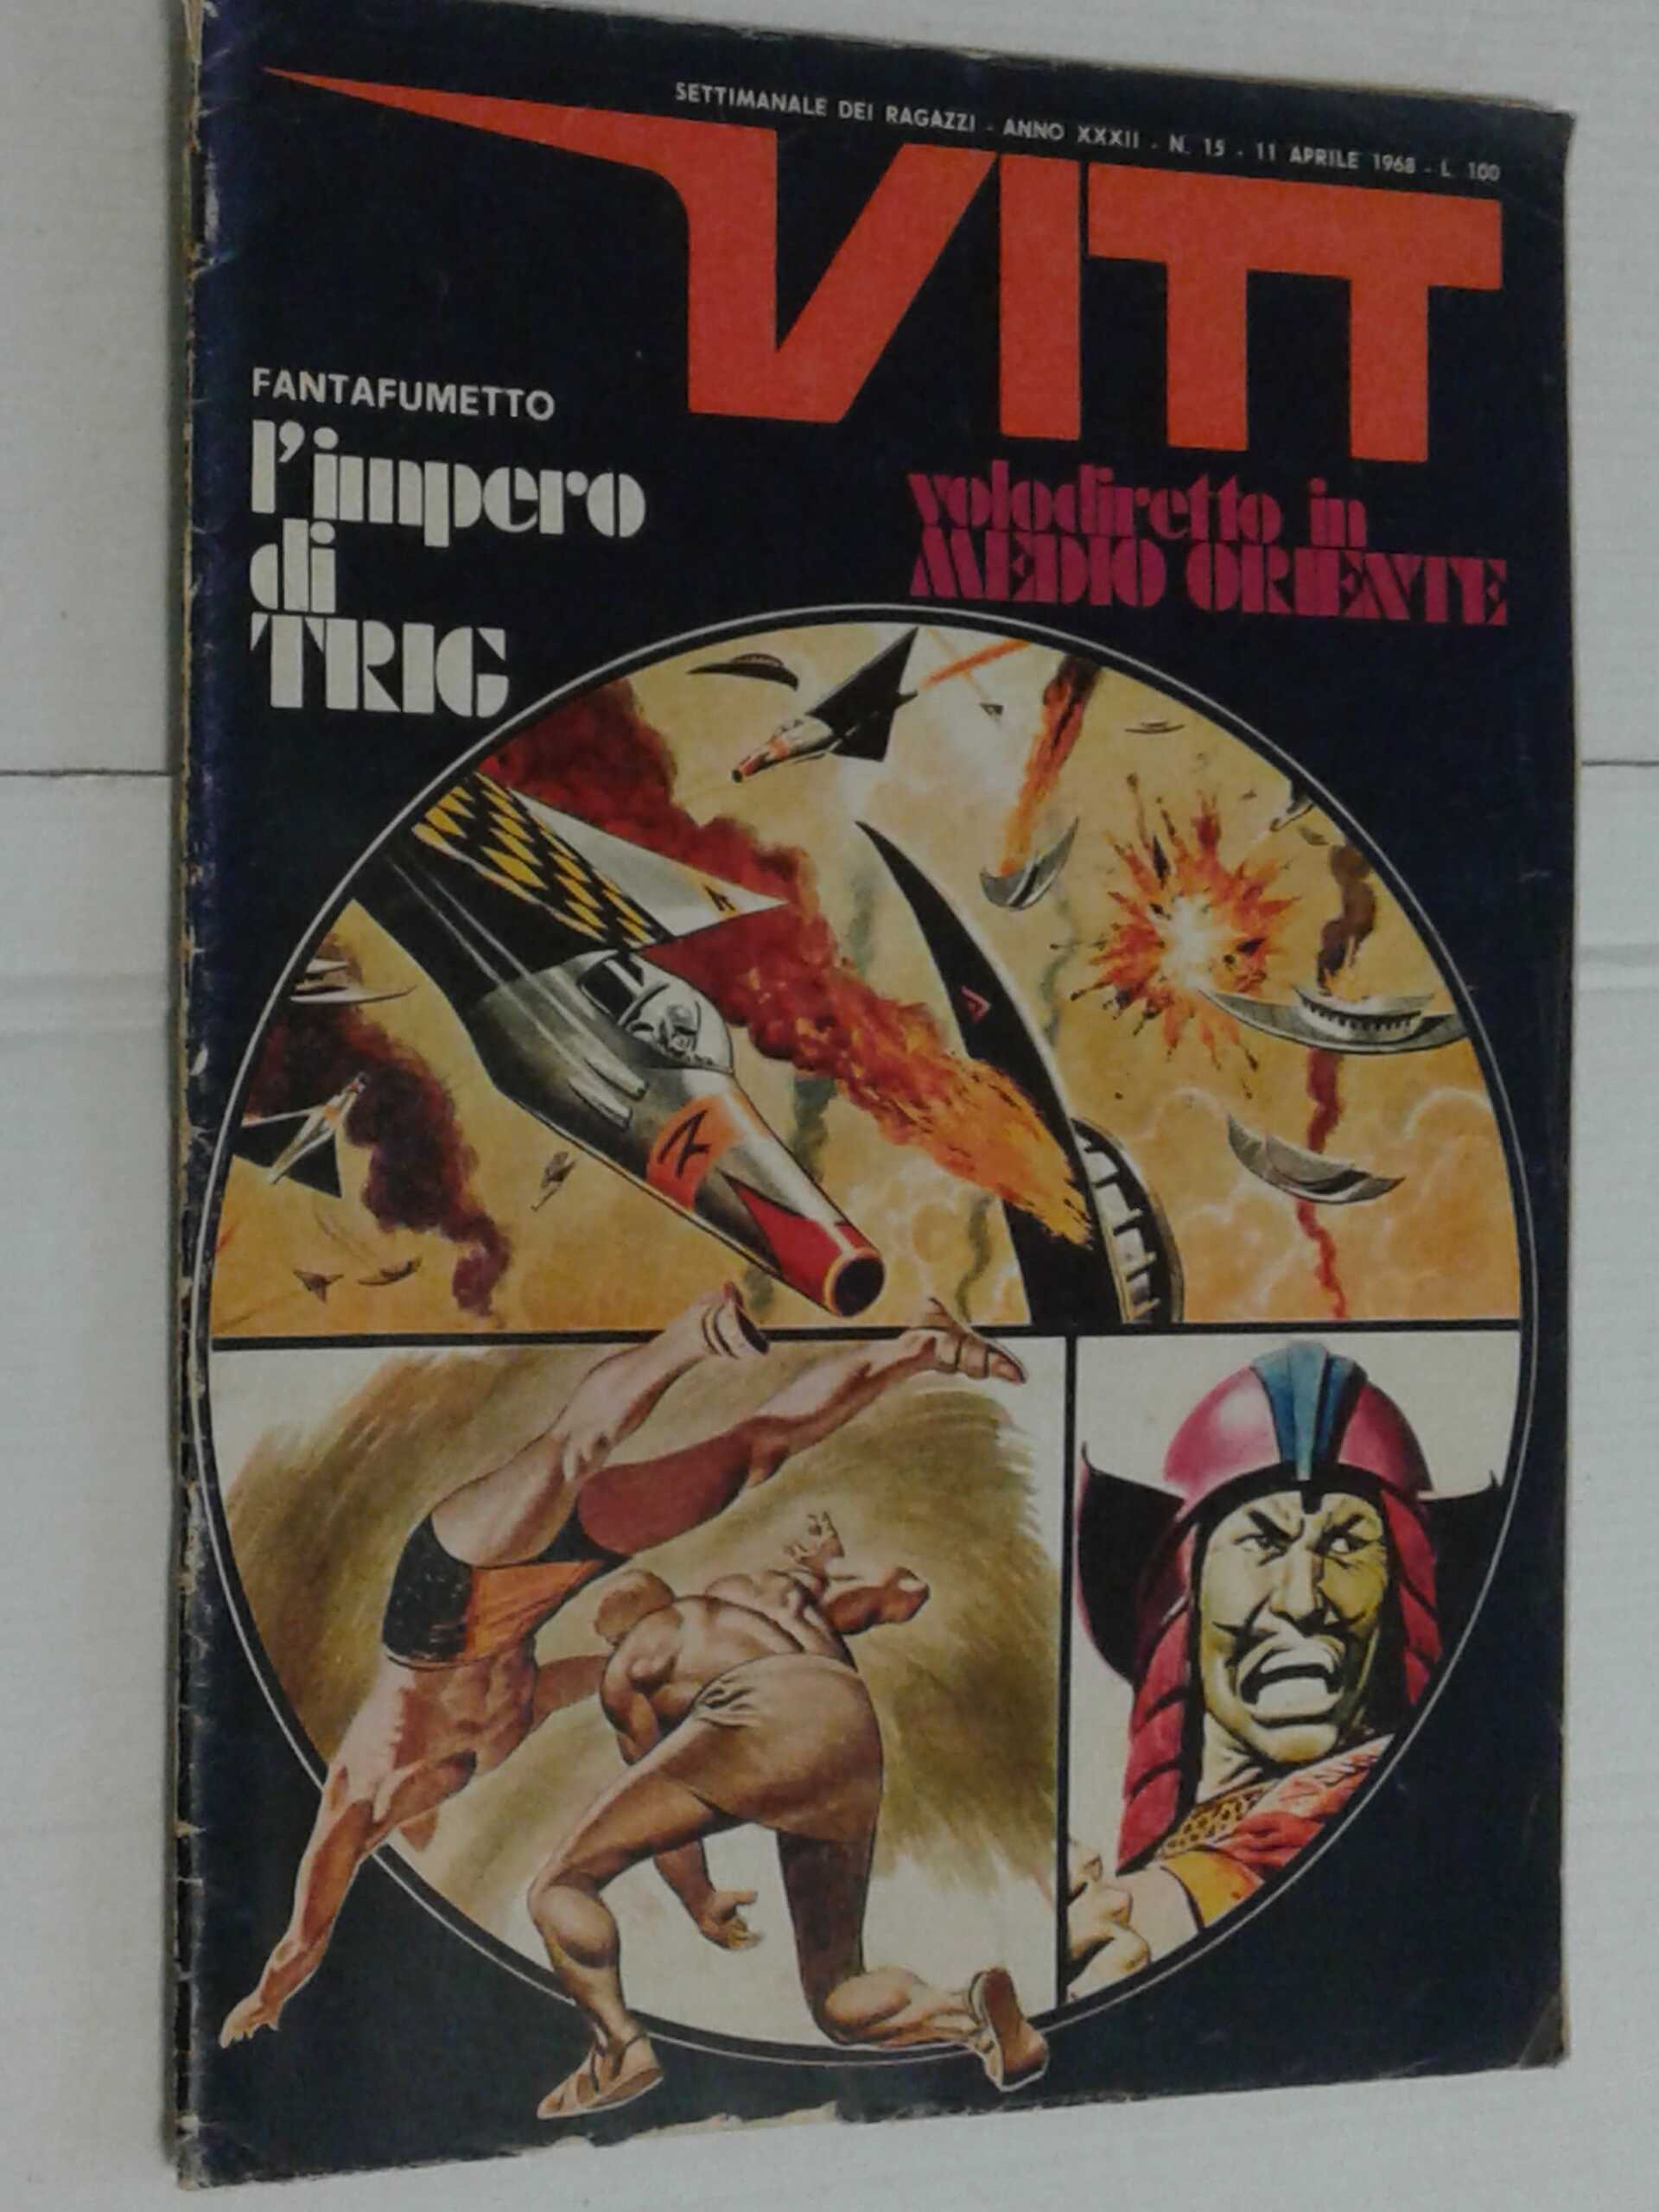 SETTIMANALE DEI RAGAZZI - ANNO XXXII - N. 15 - 11 APRILE 1968 - L. 100
VITT
FANTAFUMETTO
l'impero
di
TRIG
volodiretto in
MEDIO ORIENTE